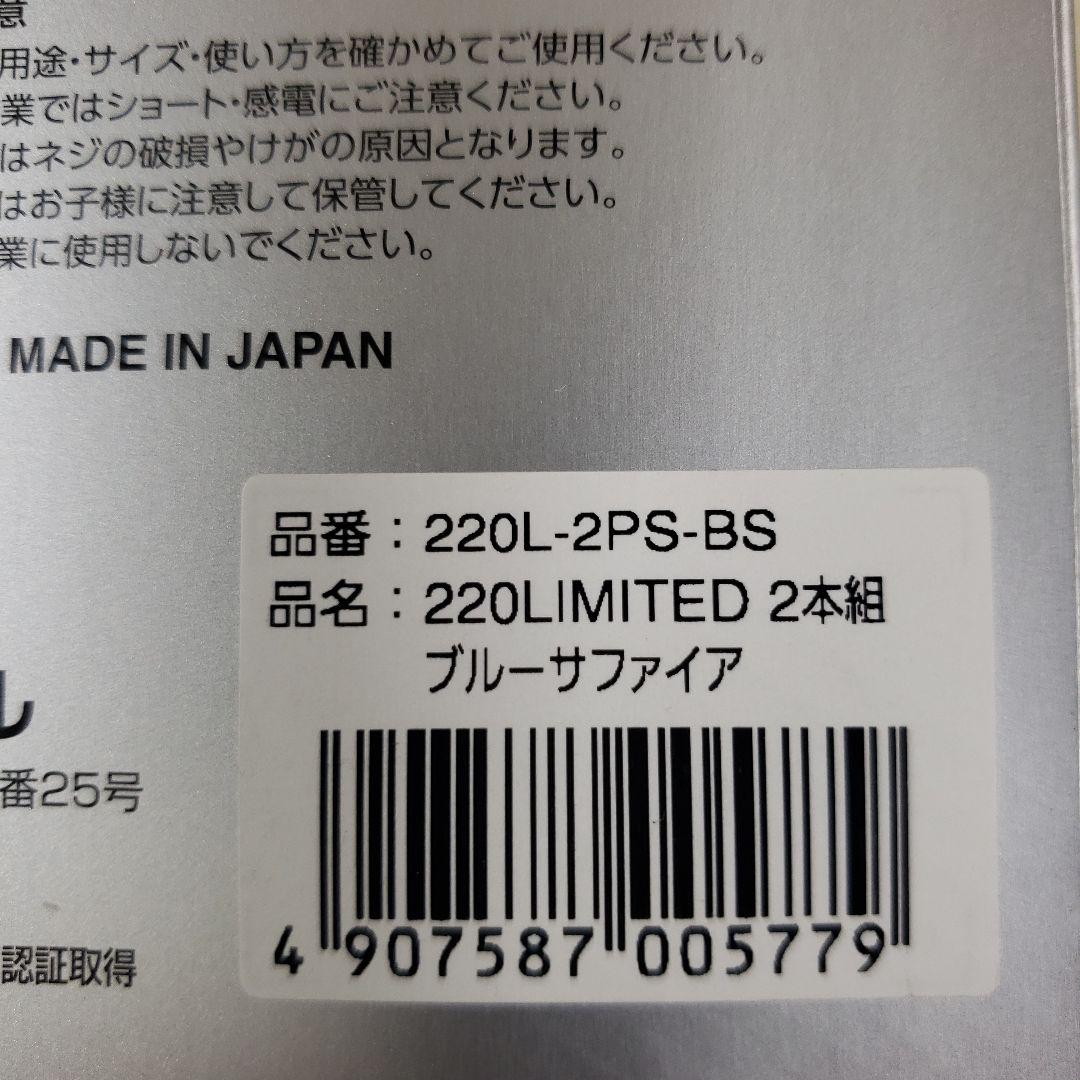 意
用途・サイズ・使い方を確かめてご使用ください。
業ではショート・感電にご注意ください。
はネジの破損やけがの原因となります。
はお子様に注意して保管してください。
業に使用しないでください。
MADE IN JAPAN
品番：220L-2PS-BS
品名：220LIMITED 2本組
ブルーサファイア
ル
番25号
認証取得
4 907587 005779